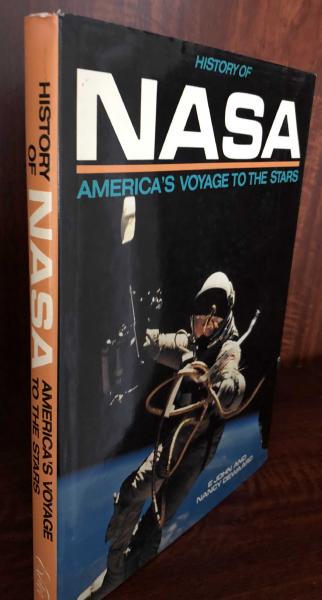 HISTORY OF
NASA
AMERICA'S VOYAGE TO THE STARS
E JOHN AND
NANCY DEWAARD
HISTORY
OF
NASA
AMERICA'S VOYAGE
TO THE STARS